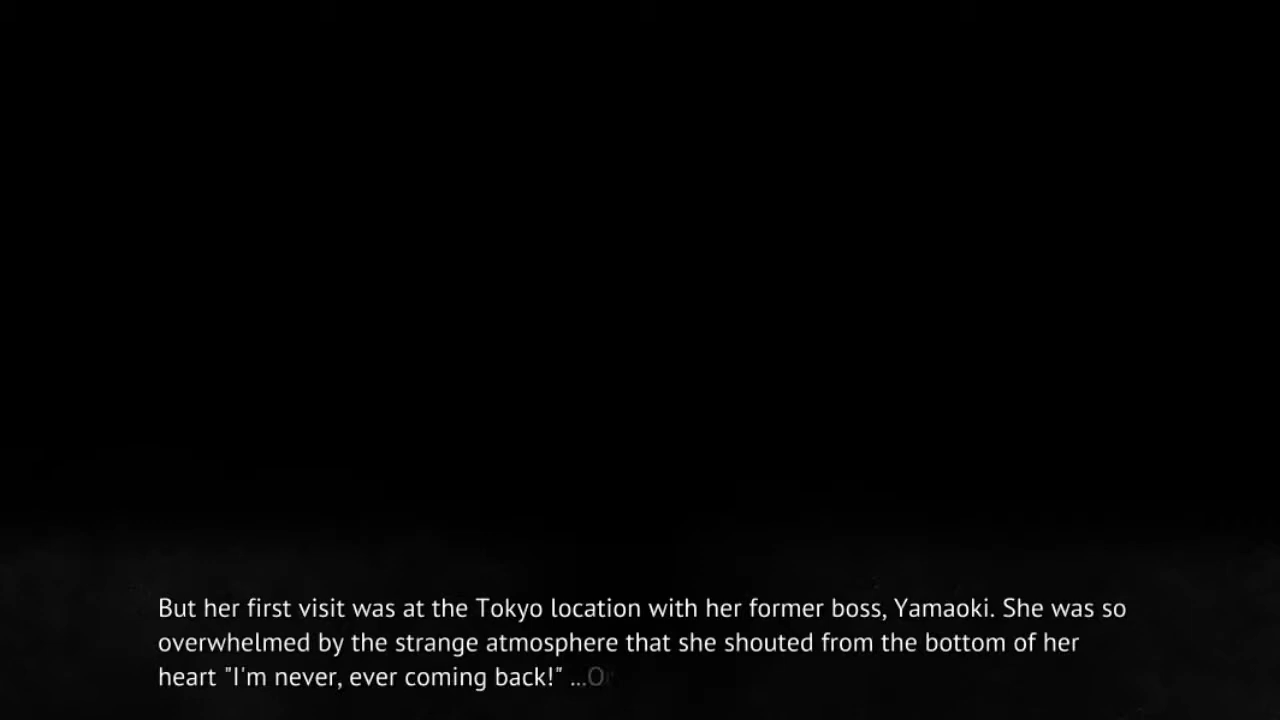 But her first visit was at the Tokyo location with her former boss, Yamaoki. She was so
overwhelmed by the strange atmosphere that she shouted from the bottom of her
heart "I'm never, ever coming back!" ...Or